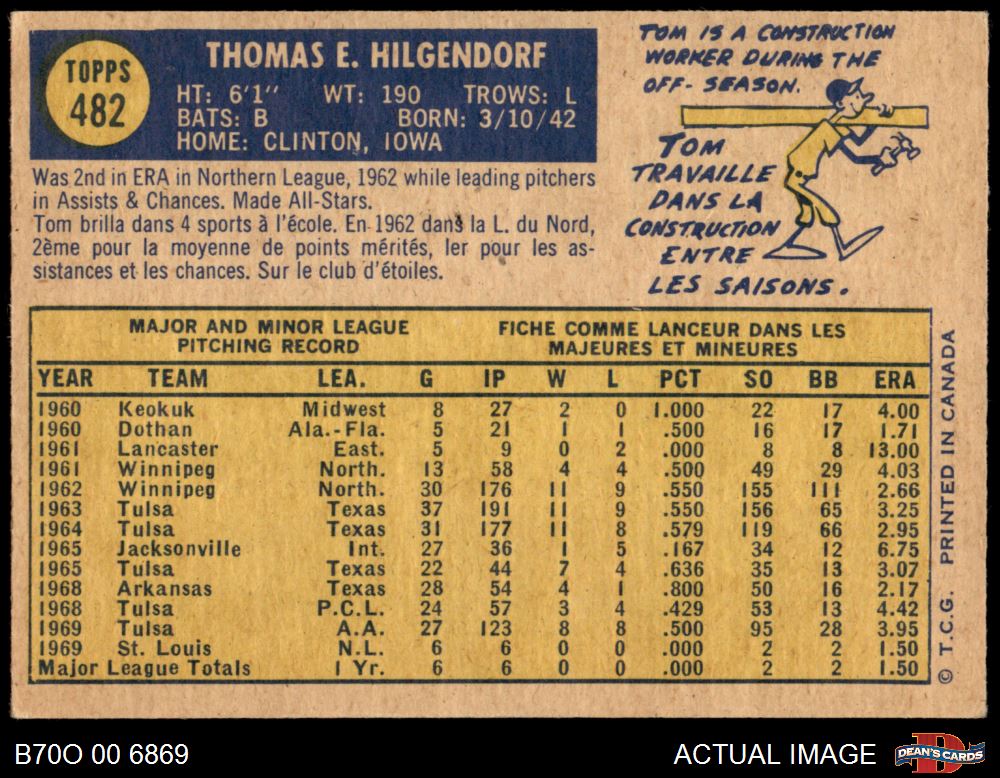 TOPPS
482
THOMAS E. HILGENDORF
HT: 6'1" WT: 190 TROWS: L
BATS: B BORN: 3/10/42
HOME: CLINTON, IOWA
TOM IS A CONSTRUCTION
WORKER DURING THE
OFF- SEASON.
TOM
TRAVAILLE
DANS LA
CONSTRUCTION
ENTRE
LES SAISONS.
Was 2nd in ERA in Northern League, 1962 while leading pitchers
in Assists & Chances. Made All-Stars.
Tom brilla dans 4 sports à l'école. En 1962 dans la L. du Nord,
2ème pour la moyenne de points mérités, ler pour les as-
sistances et les chances. Sur le club d'étoiles.
MAJOR AND MINOR LEAGUE
PITCHING RECORD
FICHE COMME LANCEUR DANS LES
MAJEURES ET MINEURES
YEAR TEAM LEA. G IP W L PCT SO BB ERA
1960 Keokuk Midwest 8 27 2 0 1.000 22 17 4.00
1960 Dothan Ala.-Fla. 5 21 1 1 .500 16 17 1.71
1961 Lancaster East. 5 9 0 2 .000 8 8 13.00
1961 Winnipeg North. 13 58 4 4 .500 49 29 4.03
1962 Winnipeg North. 30 176 11 9 .550 155 111 2.66
1963 Tulsa Texas 37 191 11 9 .550 156 65 3.25
1964 Tulsa Texas 31 177 11 8 .579 119 66 2.95
1965 Jacksonville Int. 27 36 1 5 .167 34 12 6.75
1965 Tulsa Texas 22 44 7 4 .636 35 13 3.07
1968 Arkansas Texas 28 54 4 1 .800 50 16 2.17
1968 Tulsa P.C.L. 24 57 3 4 .429 53 13 4.42
1969 Tulsa A.A. 27 123 8 8 .500 95 28 3.95
1969 St. Louis N.L. 6 6 0 0 .000 2 2 1.50
Major League Totals 1 Yr. 6 6 0 0 .000 2 2 1.50
© T.C.G. PRINTED IN CANADA
B70O 00 6869
ACTUAL IMAGE
DEAN'S CARDS